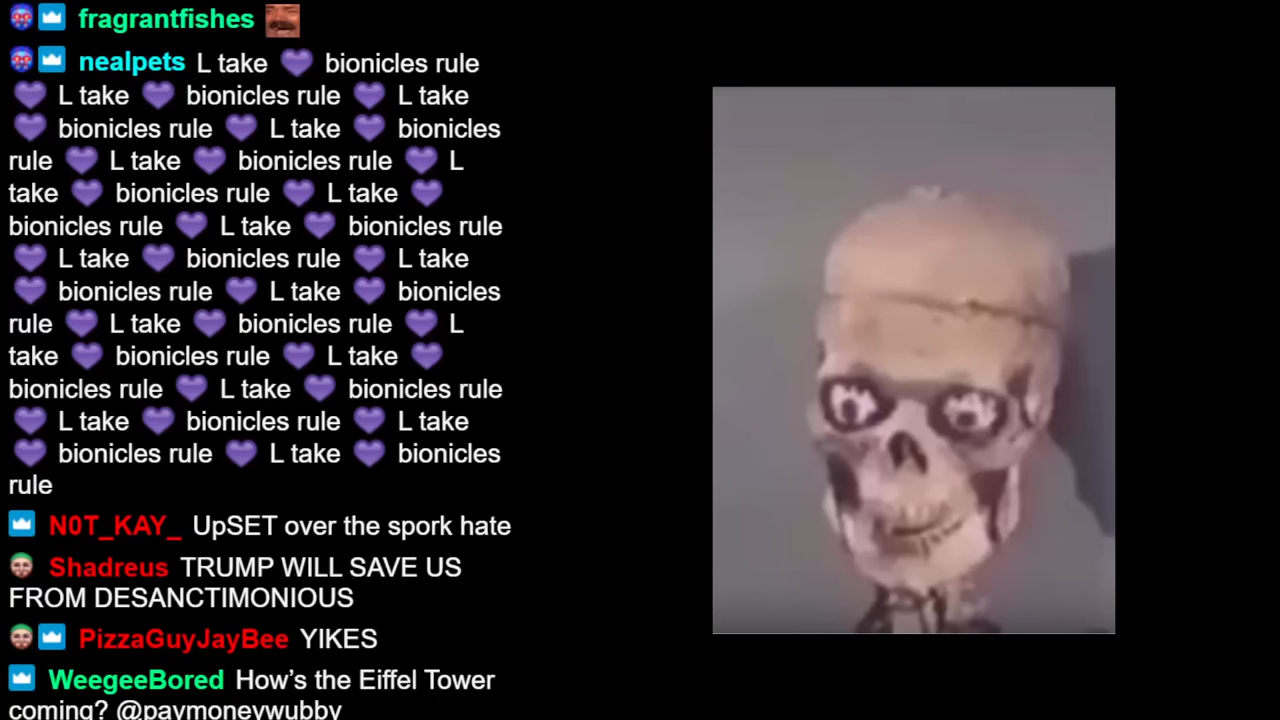 fragrantfishes
nealpets L take 💜 bionicles rule
💜 L take 💜 bionicles rule 💜 L take
💜 bionicles rule 💜 L take 💜 bionicles
rule 💜 L take 💜 bionicles rule 💜 L
take 💜 bionicles rule 💜 L take 💜
bionicles rule 💜 L take 💜 bionicles rule
💜 L take 💜 bionicles rule 💜 L take
💜 bionicles rule 💜 L take 💜 bionicles
rule 💜 L take 💜 bionicles rule 💜 L
take 💜 bionicles rule 💜 L take 💜
bionicles rule 💜 L take 💜 bionicles rule
💜 L take 💜 bionicles rule 💜 L take
💜 bionicles rule 💜 L take 💜 bionicles
rule
N0T_KAY_ UpSET over the spork hate
Shadreus TRUMP WILL SAVE US
FROM DESANCTIMONIOUS
PizzaGuyJayBee YIKES
WeegeeBored How's the Eiffel Tower
coming? @paymoneywubby